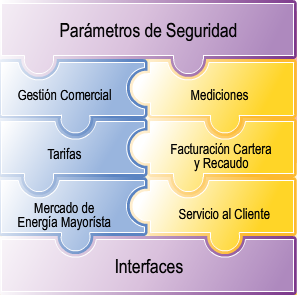 Parámetros de Seguridad
Gestión Comercial
Mediciones
Tarifas
Facturación Cartera
y Recaudo
Mercado de
Energía Mayorista
Servicio al Cliente
Interfaces